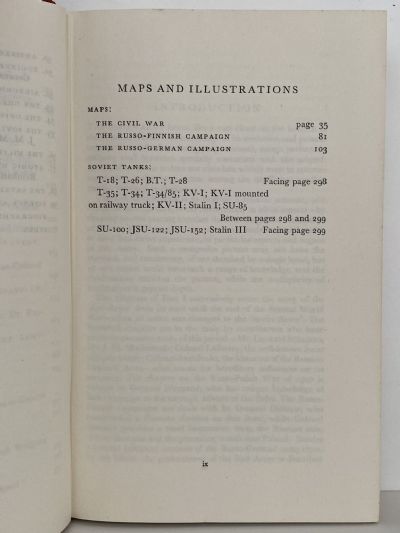 MAPS AND ILLUSTRATIONS
MAPS:
THE CIVIL WAR page 35
THE RUSSO-FINNISH CAMPAIGN 81
THE RUSSO-GERMAN CAMPAIGN 103
SOVIET TANKS:
T-18; T-26; B.T.; T-28 Facing page 298
T-35; T-34; T-34/85; KV-I; KV-I mounted
on railway truck; KV-II; Stalin I; SU-85
Between pages 298 and 299
SU-100; JSU-122; JSU-152; Stalin III Facing page 299
ix